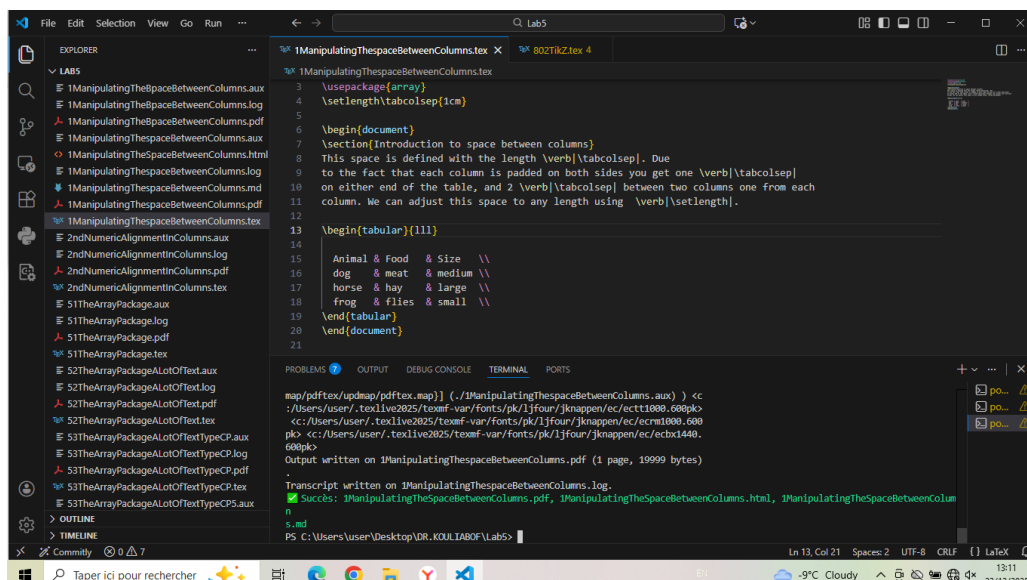 File Edit Selection View Go Run ··· ← → Lab5
EXPLORER ···
LAB5
1ManipulatingTheBpaceBetweenColumns.aux
1ManipulatingTheBpaceBetweenColumns.log
1ManipulatingTheBpaceBetweenColumns.pdf
1ManipulatingThespaceBetweenColumns.aux
1ManipulatingTheSpaceBetweenColumns.html
1ManipulatingThespaceBetweenColumns.log
1ManipulatingThespaceBetweenColumns.md
1ManipulatingThespaceBetweenColumns.pdf
1ManipulatingThespaceBetweenColumns.tex
2ndNumericAlignmentInColumns.aux
2ndNumericAlignmentInColumns.log
2ndNumericAlignmentInColumns.pdf
2ndNumericAlignmentInColumns.tex
51TheArrayPackage.aux
51TheArrayPackage.log
51TheArrayPackage.pdf
51TheArrayPackage.tex
52TheArrayPackageALotOfText.aux
52TheArrayPackageALotOfText.log
52TheArrayPackageALotOfText.pdf
52TheArrayPackageALotOfText.tex
53TheArrayPackageALotOfTextTypeCP.aux
53TheArrayPackageALotOfTextTypeCP.log
53TheArrayPackageALotOfTextTypeCP.pdf
53TheArrayPackageALotOfTextTypeCP.tex
53TheArrayPackageALotOfTextTypeCP5.aux
OUTLINE
TIMELINE
TeX 1ManipulatingThespaceBetweenColumns.tex × TeX 802TikZ.tex 4
TeX 1ManipulatingThespaceBetweenColumns.tex
3 \usepackage{array}
4 \setlength\tabcolsep{1cm}
5
6 \begin{document}
7 \section{Introduction to space between columns}
8 This space is defined with the length \verb|\tabcolsep|. Due
9 to the fact that each column is padded on both sides you get one \verb|\tabcolsep|
10 on either end of the table, and 2 \verb|\tabcolsep| between two columns one from each
11 column. We can adjust this space to any length using  \verb|\setlength|.
12
13 \begin{tabular}{lll}
14
15 Animal & Food   & Size   \\
16 dog    & meat   & medium \\
17 horse  & hay    & large  \\
18 frog   & flies  & small  \\
19 \end{tabular}
20 \end{document}
21
PROBLEMS 7 OUTPUT DEBUG CONSOLE TERMINAL PORTS
map/pdftex/updmap/pdftex.map}] (./1ManipulatingThespaceBetweenColumns.aux) ) <c
:/Users/user/.texlive2025/texmf-var/fonts/pk/ljfour/jknappen/ec/ectt1000.600pk>
<c:/Users/user/.texlive2025/texmf-var/fonts/pk/ljfour/jknappen/ec/ecrm1000.600
pk> <c:/Users/user/.texlive2025/texmf-var/fonts/pk/ljfour/jknappen/ec/ecbx1440.
600pk>
Output written on 1ManipulatingThespaceBetweenColumns.pdf (1 page, 19999 bytes)
.
Transcript written on 1ManipulatingThespaceBetweenColumns.log.
✅ Succès: 1ManipulatingTheSpaceBetweenColumns.pdf, 1ManipulatingTheSpaceBetweenColumns.html, 1ManipulatingTheSpaceBetweenColum
n
s.md
PS C:\Users\user\Desktop\DR.KOULIABOF\Lab5>
po...
po...
po...
Commitly 0 7 Ln 13, Col 21 Spaces: 2 UTF-8 CRLF {} LaTeX
Taper ici pour rechercher EN -9°C Cloudy 13:11